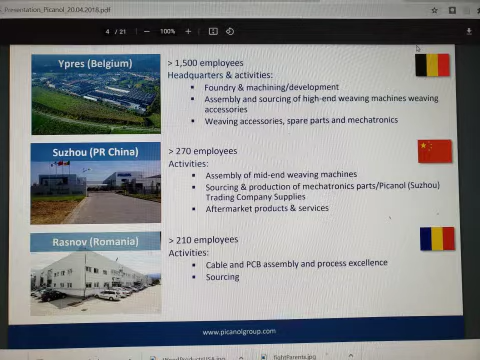 _Presentation_Picanol_20.04.2018.pdf
4 / 21
100%
Ypres (Belgium)
> 1,500 employees
Headquarters & activities:
Foundry & machining/development
Assembly and sourcing of high-end weaving machines weaving
accessories
Weaving accessories, spare parts and mechatronics
Suzhou (PR China)
> 270 employees
Activities:
Assembly of mid-end weaving machines
Sourcing & production of mechatronics parts/Picanol (Suzhou)
Trading Company Supplies
Aftermarket products & services
Rasnov (Romania)
> 210 employees
Activities:
Cable and PCB assembly and process excellence
Sourcing
www.picanolgroup.com
fightParents.jpg